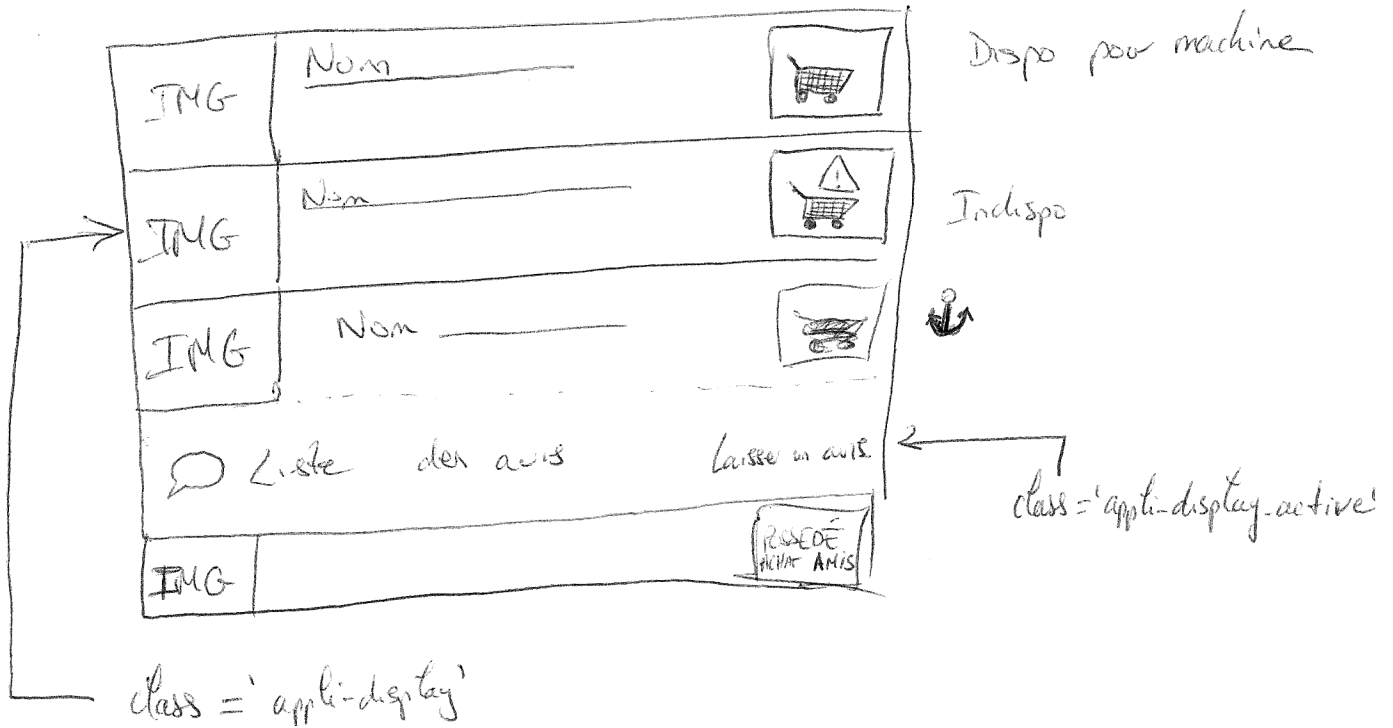 IMG
Nom
Dispo pour machine
IMG
Nom
Indispo
IMG
Nom
Liste des avis
Laisser un avis
class='appli-display-active'
IMG
POSSEDÉ
ACHAT AMIS
class='appli-display'